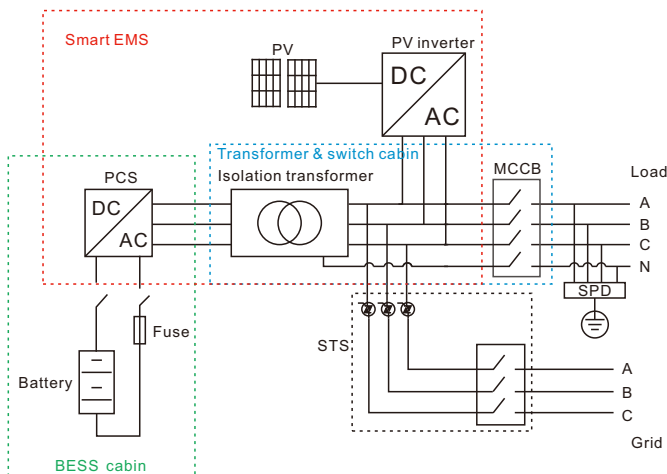 Smart EMS
PV
PV inverter
DC
AC
Transformer & switch cabin
Isolation transformer
MCCB
Load
PCS
DC
AC
A
B
C
N
SPD
Fuse
STS
Battery
A
B
C
Grid
BESS cabin